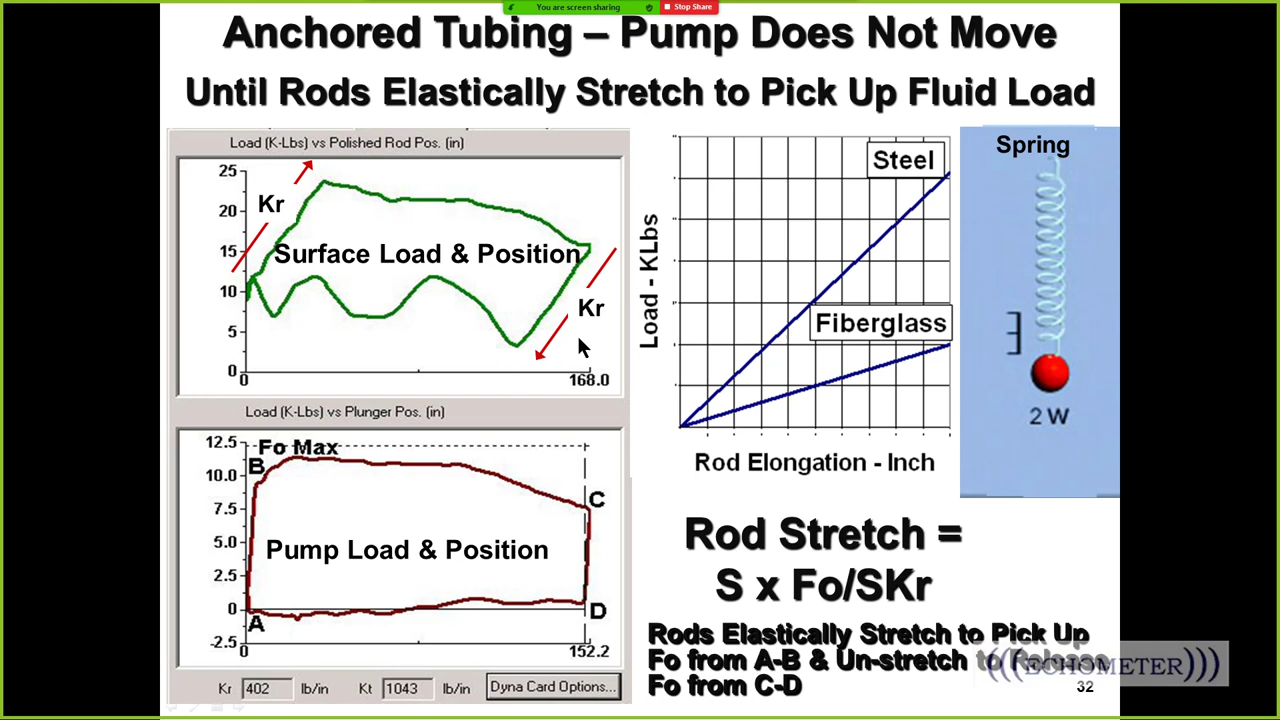 You are screen sharing
Stop Share
Anchored Tubing – Pump Does Not Move
Until Rods Elastically Stretch to Pick Up Fluid Load
Load (K-Lbs) vs Polished Rod Pos. (in)
25
20
15
10
5
0
0
168.0
Kr
Surface Load & Position
Kr
Load (K-Lbs) vs Plunger Pos. (in)
12.5
10.0
7.5
5.0
2.5
0
-2.5
0
152.2
Fo Max
B
C
Pump Load & Position
A
D
Kr 402 lb/in Kt 1043 lb/in Dyna Card Options...
Load - KLbs
Steel
Fiberglass
Rod Elongation - Inch
Spring
2 W
Rod Stretch =
S x Fo/SKr
Rods Elastically Stretch to Pick Up
Fo from A-B & Un-stretch to Release
Fo from C-D
(((ECHOMETER)))
32